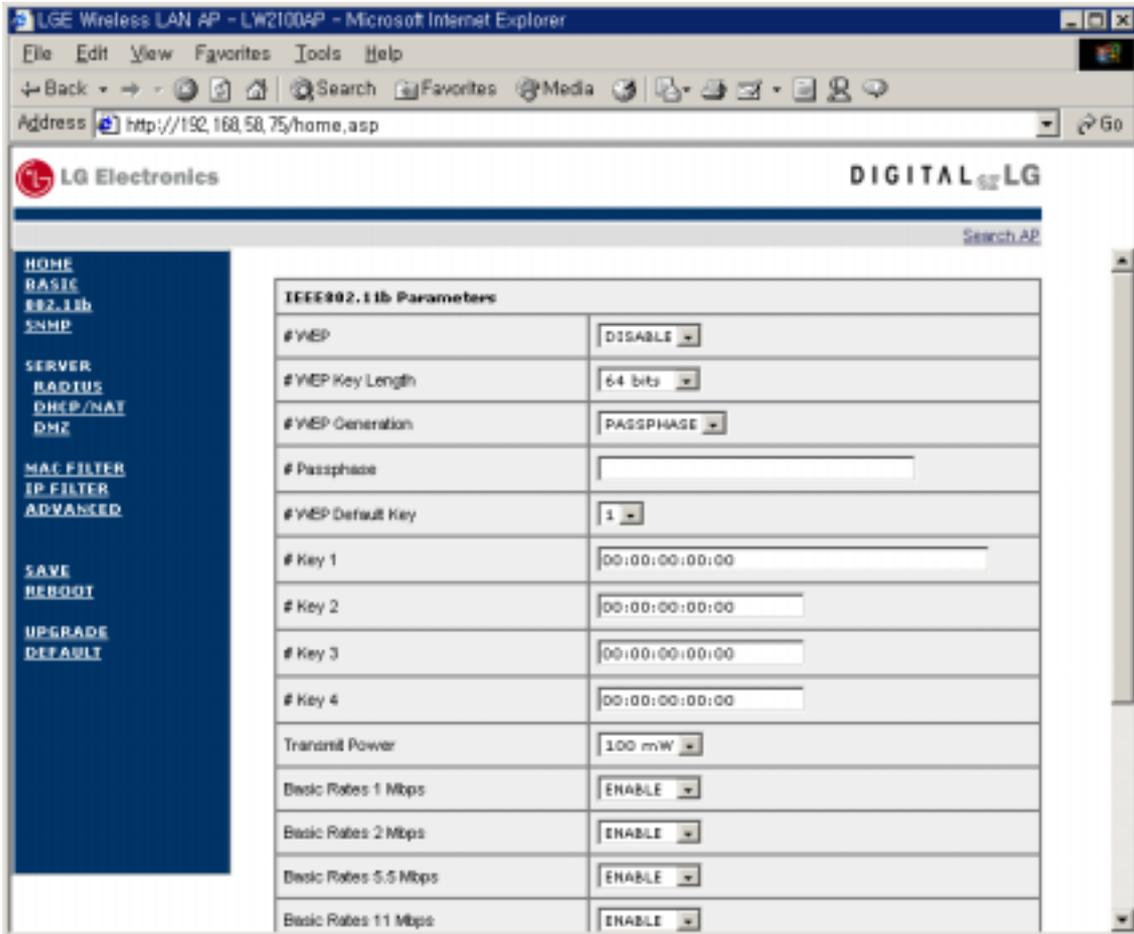 LGE Wireless LAN AP - LW2100AP - Microsoft Internet Explorer
File Edit View Favorites Tools Help
Back Search Favorites Media
Address http://192,168,58,75/home,asp Go
LG Electronics
DIGITAL LG
Search AP
HOME
BASIC
802.11b
SNMP
SERVER
RADIUS
DHCP/NAT
DMZ
MAC FILTER
IP FILTER
ADVANCED
SAVE
REBOOT
UPGRADE
DEFAULT
IEEE802.11b Parameters
# WEP DISABLE
# WEP Key Length 64 bits
# WEP Generation PASSPHASE
# Passphase
# WEP Default Key 1
# Key 1 00:00:00:00:00
# Key 2 00:00:00:00:00
# Key 3 00:00:00:00:00
# Key 4 00:00:00:00:00
Transmit Power 100 mW
Basic Rates 1 Mbps ENABLE
Basic Rates 2 Mbps ENABLE
Basic Rates 5.5 Mbps ENABLE
Basic Rates 11 Mbps ENABLE